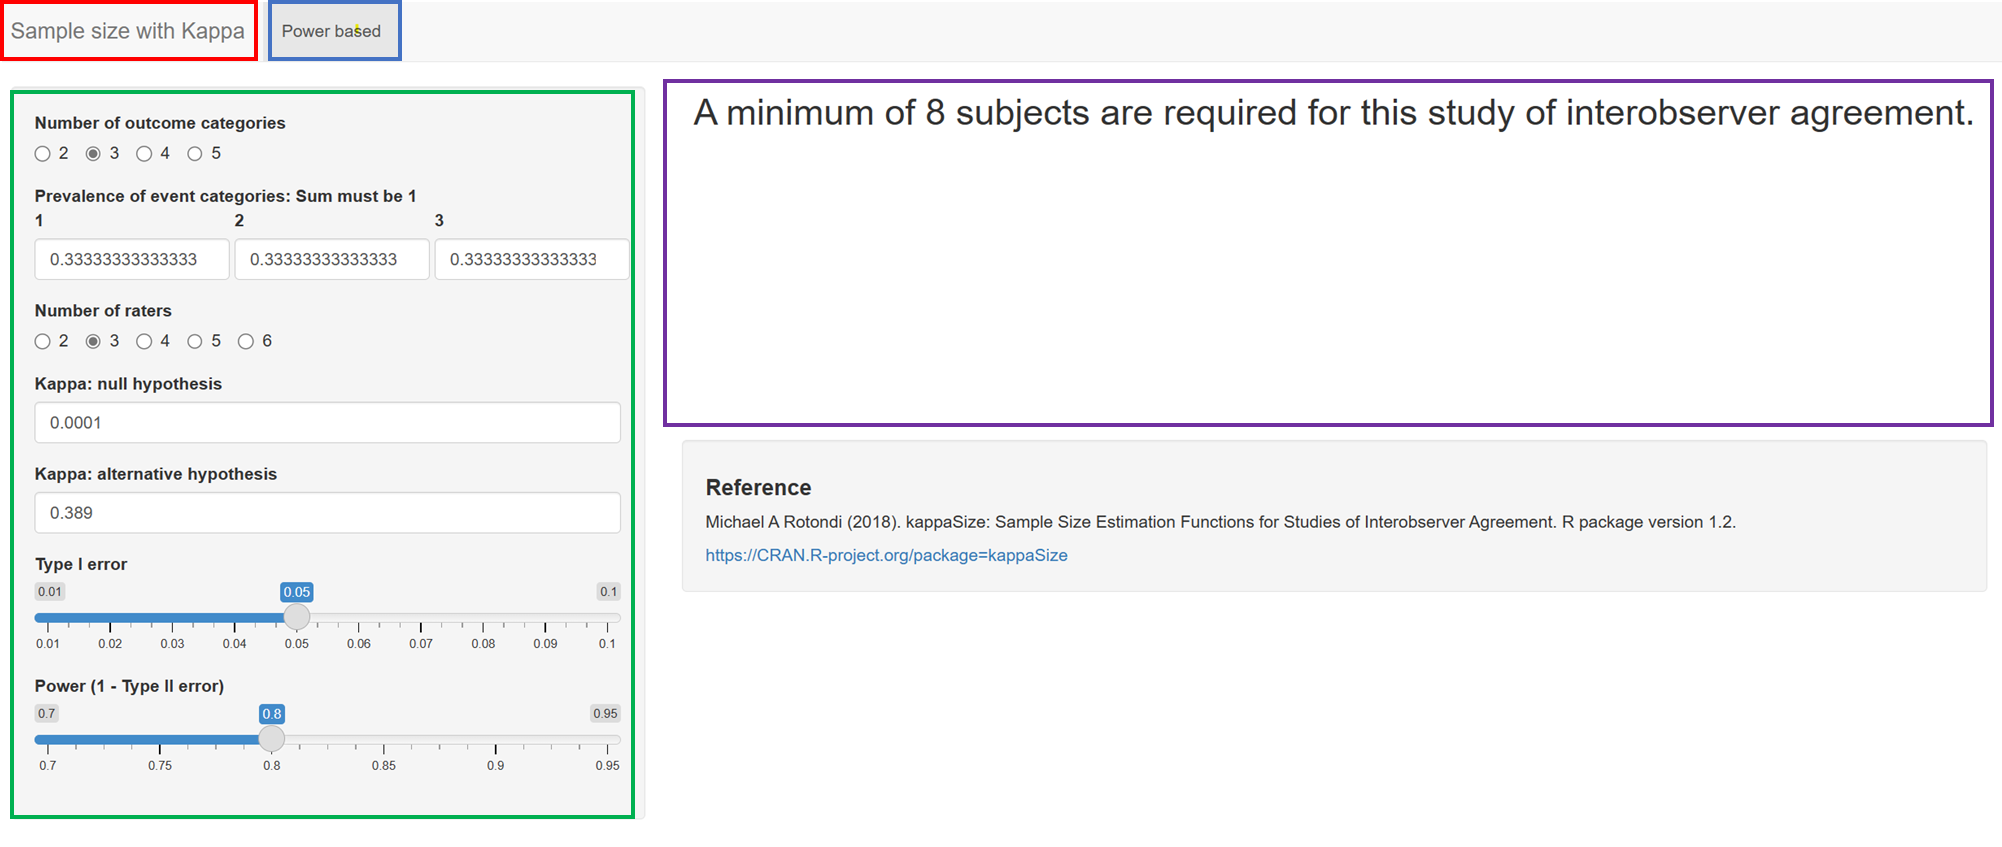 Sample size with Kappa
Power based
Number of outcome categories
2 3 4 5
Prevalence of event categories: Sum must be 1
1 2 3
0.33333333333333 0.33333333333333 0.33333333333333
Number of raters
2 3 4 5 6
Kappa: null hypothesis
0.0001
Kappa: alternative hypothesis
0.389
Type I error
0.01 0.05 0.1
0.01 0.02 0.03 0.04 0.05 0.06 0.07 0.08 0.09 0.1
Power (1 - Type II error)
0.7 0.8 0.95
0.7 0.75 0.8 0.85 0.9 0.95
A minimum of 8 subjects are required for this study of interobserver agreement.
Reference
Michael A Rotondi (2018). kappaSize: Sample Size Estimation Functions for Studies of Interobserver Agreement. R package version 1.2.
https://CRAN.R-project.org/package=kappaSize